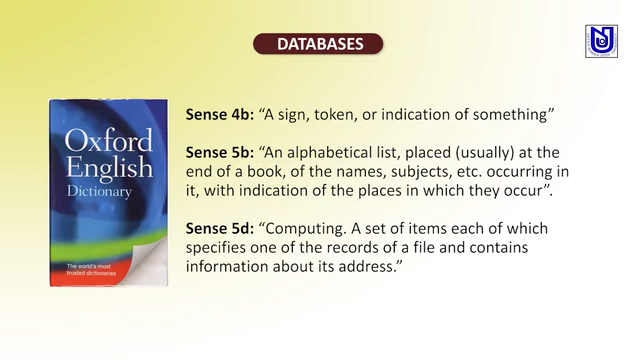 DATABASES
Oxford
English
Dictionary
The world's most
trusted dictionaries
Sense 4b: “A sign, token, or indication of something”
Sense 5b: “An alphabetical list, placed (usually) at the
end of a book, of the names, subjects, etc. occurring in
it, with indication of the places in which they occur”.
Sense 5d: “Computing. A set of items each of which
specifies one of the records of a file and contains
information about its address.”